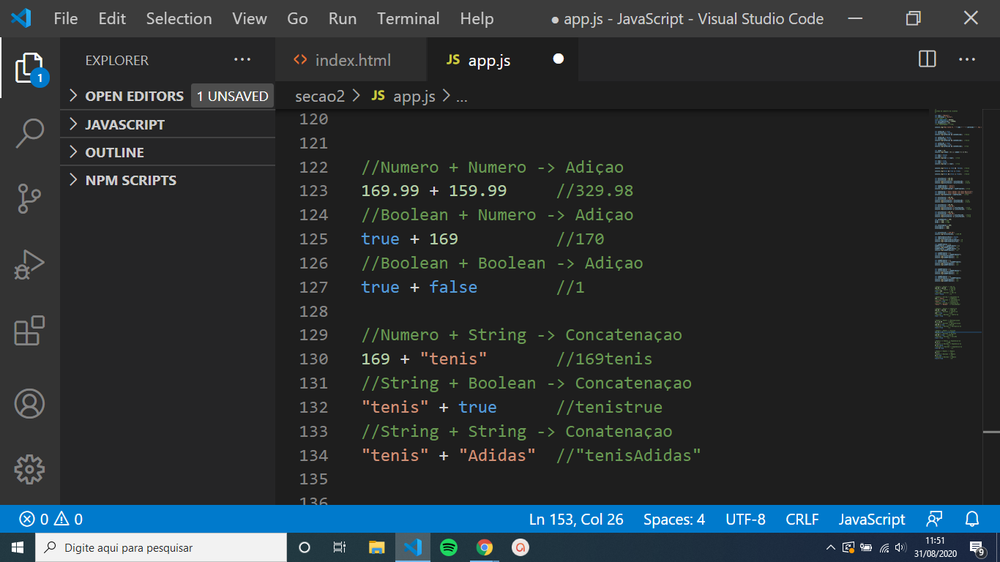 File Edit Selection View Go Run Terminal Help ● app.js - JavaScript - Visual Studio Code
1
EXPLORER
OPEN EDITORS 1 UNSAVED
JAVASCRIPT
OUTLINE
NPM SCRIPTS
<> index.html JS app.js
secao2 > JS app.js > ...
120
121
122 //Numero + Numero -> Adiçao
123 169.99 + 159.99 //329.98
124 //Boolean + Numero -> Adiçao
125 true + 169 //170
126 //Boolean + Boolean -> Adiçao
127 true + false //1
128
129 //Numero + String -> Concatenaçao
130 169 + "tenis" //169tenis
131 //String + Boolean -> Concatenaçao
132 "tenis" + true //tenistrue
133 //String + String -> Conatenaçao
134 "tenis" + "Adidas" //"tenisAdidas"
135
136
0 0 Ln 153, Col 26 Spaces: 4 UTF-8 CRLF JavaScript
Digite aqui para pesquisar
11:51
31/08/2020
9